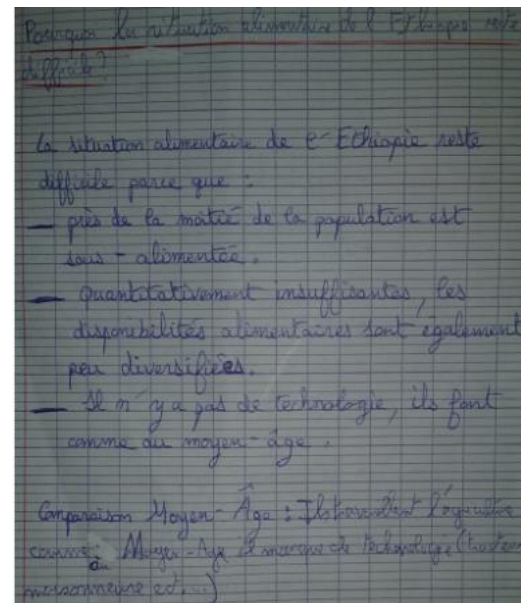 Pourquoi la situation alimentaire de l'Ethiopie reste
difficile?
La situation alimentaire de l'Ethiopie reste
difficile parce que :
— près de la moitié de la population est
sous - alimentée.
— Quantitativement insuffisantes, les
disponibilités alimentaires sont également
peu diversifiées.
— Il n'y a pas de technologie, ils font
comme au moyen-âge.
Comparaison Moyen-Âge : Ils travaillent l'agriculture
comme au Moyen-Age il manque de technologie (tracteur
moissonneuse ect...)